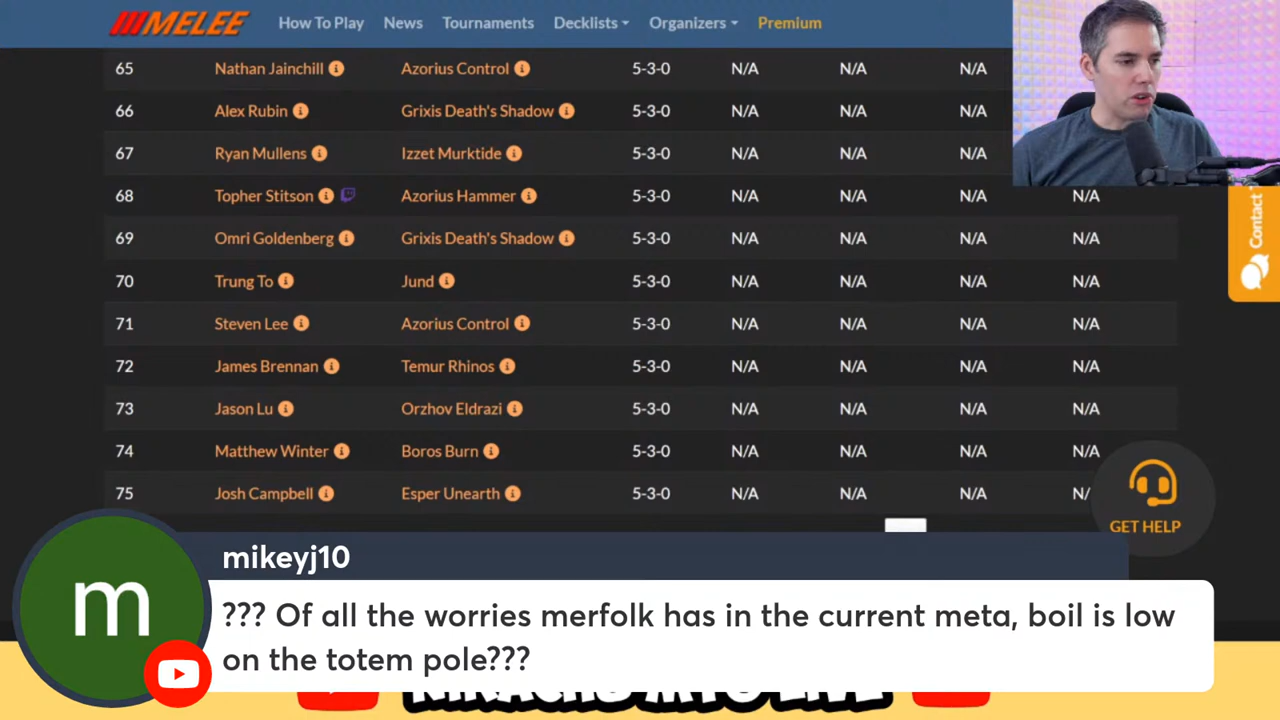 MELEE How To Play News Tournaments Decklists Organizers Premium
65 Nathan Jainchill Azorius Control 5-3-0 N/A N/A N/A
66 Alex Rubin Grixis Death's Shadow 5-3-0 N/A N/A N/A
67 Ryan Mullens Izzet Murktide 5-3-0 N/A N/A N/A
68 Topher Stitson Azorius Hammer 5-3-0 N/A N/A N/A N/A
69 Omri Goldenberg Grixis Death's Shadow 5-3-0 N/A N/A N/A N/A
70 Trung To Jund 5-3-0 N/A N/A N/A N/A
71 Steven Lee Azorius Control 5-3-0 N/A N/A N/A N/A
72 James Brennan Temur Rhinos 5-3-0 N/A N/A N/A N/A
73 Jason Lu Orzhov Eldrazi 5-3-0 N/A N/A N/A N/A
74 Matthew Winter Boros Burn 5-3-0 N/A N/A N/A N/A
75 Josh Campbell Esper Unearth 5-3-0 N/A N/A N/A N/
Contact
GET HELP
m
mikeyj10
??? Of all the worries merfolk has in the current meta, boil is low
on the totem pole???